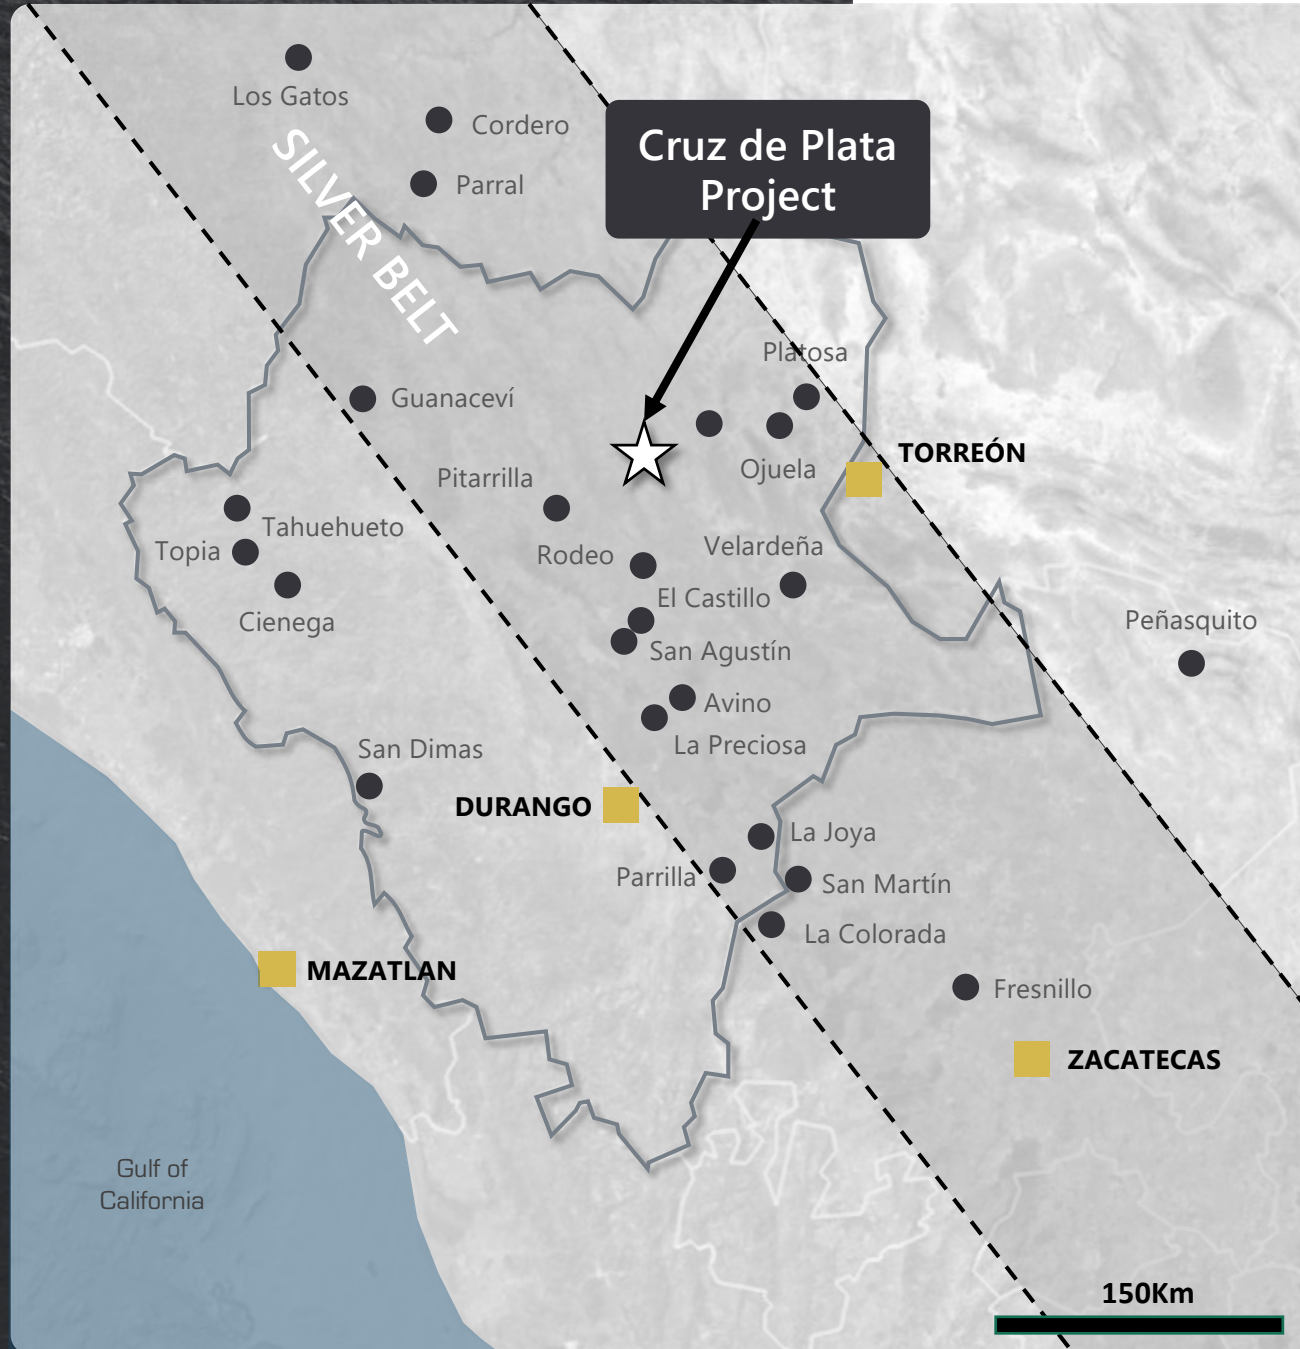 Los Gatos
Cordero
Parral
SILVER BELT
Cruz de Plata
Project
Platosa
Guanaceví
Ojuela
TORREÓN
Pitarrilla
Tahuehueto
Topia
Rodeo
Velardeña
El Castillo
Cienega
San Agustín
Peñasquito
Avino
La Preciosa
San Dimas
DURANGO
La Joya
Parrilla
San Martín
La Colorada
MAZATLAN
Fresnillo
ZACATECAS
Gulf of
California
150Km